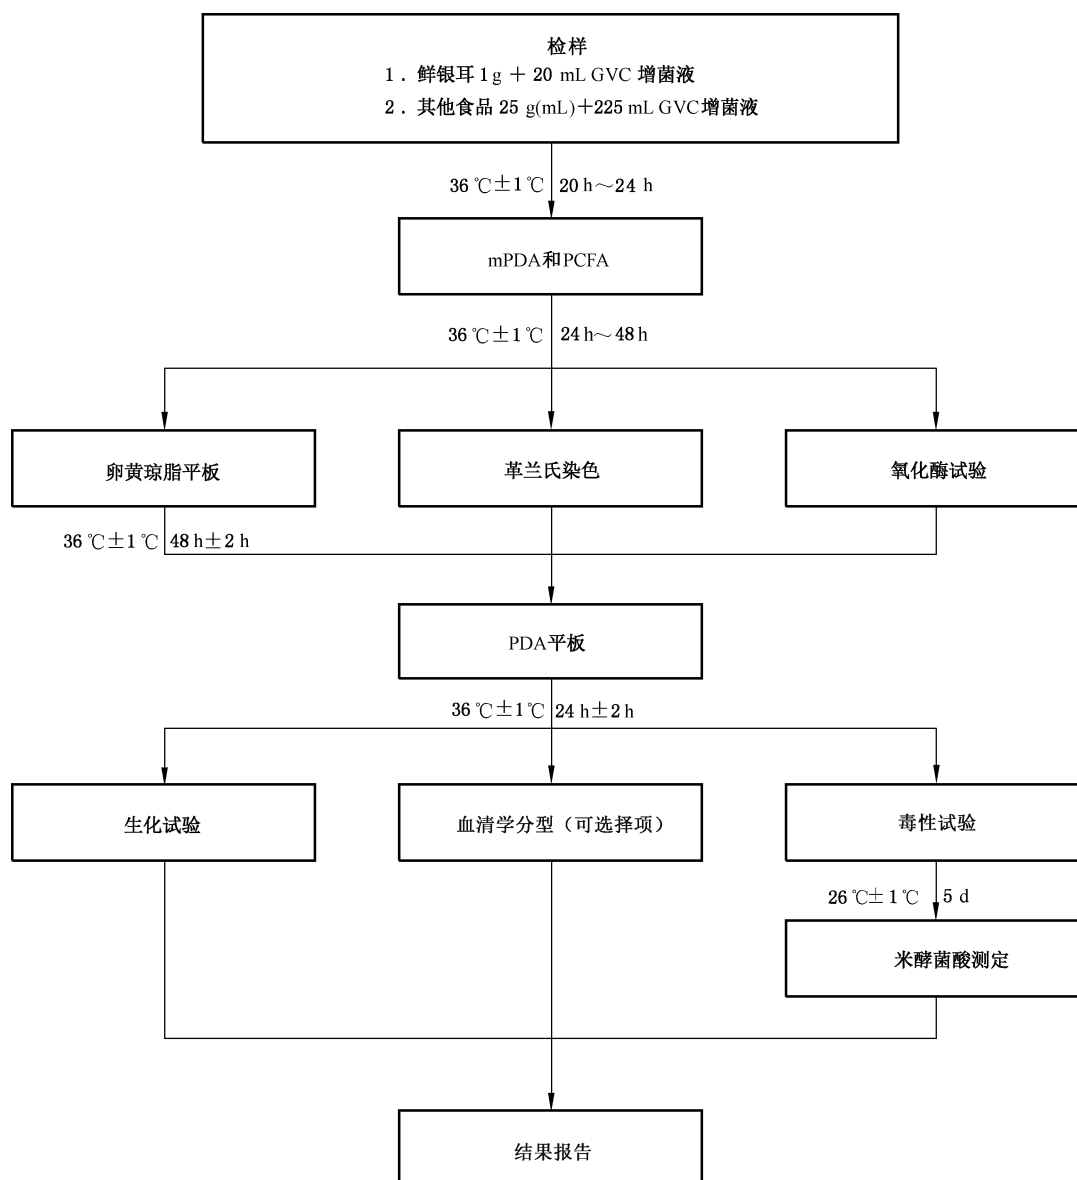 检样
1．鲜银耳1g ＋ 20 mL GVC 增菌液
2．其他食品 25 g(mL)＋225 mL GVC增菌液
36 ℃±1℃ 20 h～24 h
mPDA和PCFA
36 ℃±1℃ 24 h～48 h
卵黄琼脂平板 革兰氏染色 氧化酶试验
36 ℃±1℃ 48 h±2 h
PDA平板
36 ℃±1℃ 24 h±2 h
生化试验 血清学分型（可选择项） 毒性试验
26 ℃±1℃ 5 d
米酵菌酸测定
结果报告